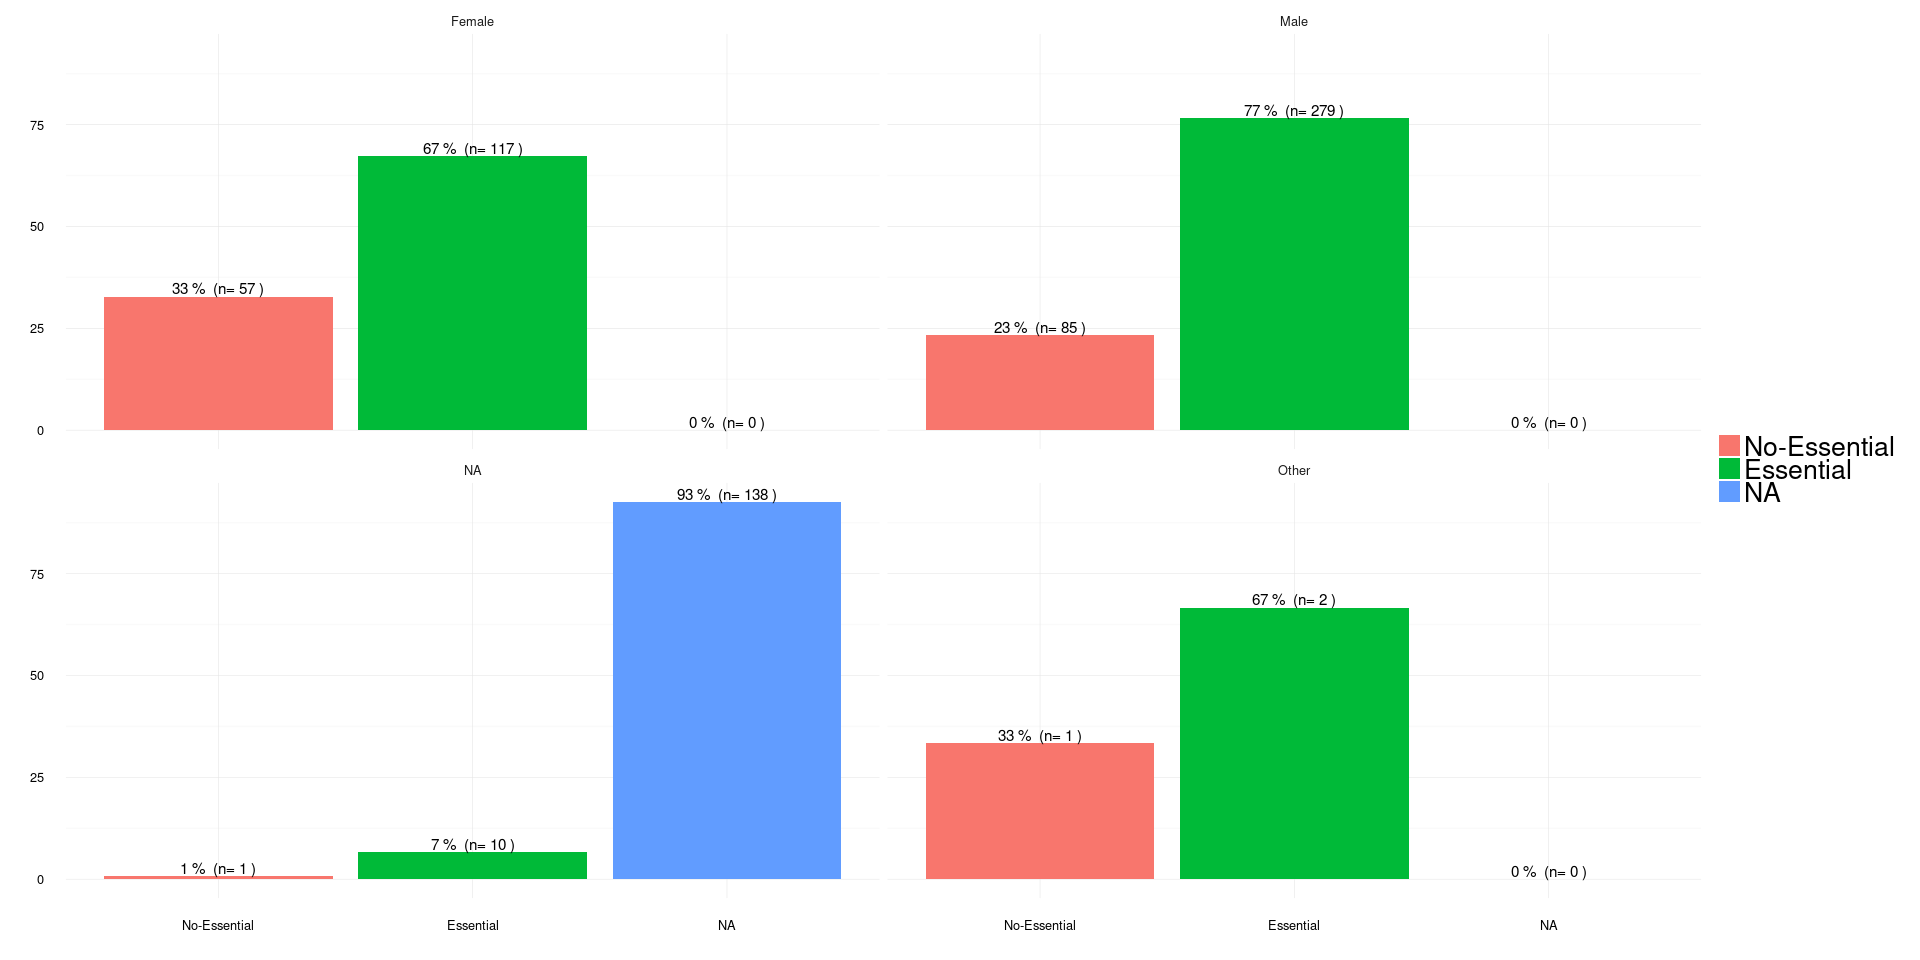 Female
Male
75
50
25
0
33 % (n= 57 )
67 % (n= 117 )
0 % (n= 0 )
23 % (n= 85 )
77 % (n= 279 )
0 % (n= 0 )
NA
Other
75
50
25
0
1 % (n= 1 )
7 % (n= 10 )
93 % (n= 138 )
33 % (n= 1 )
67 % (n= 2 )
0 % (n= 0 )
No-Essential
Essential
NA
No-Essential
Essential
NA
No-Essential
Essential
NA